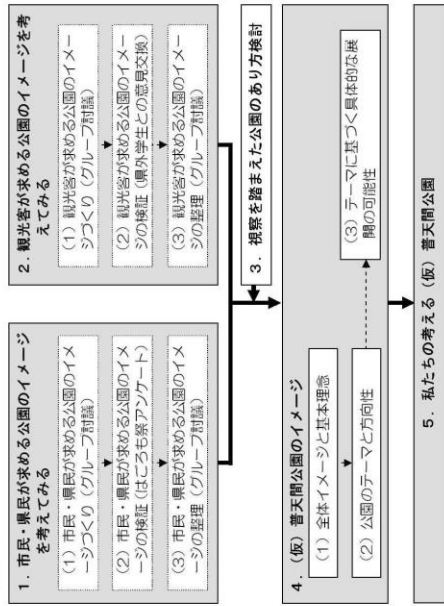 1．市民・県民が求める公園のイメージ
を考えてみる
（1）市民・県民が求める公園のイメ
ージづくり（グループ討議）
（2）市民・県民が求める公園のイメ
ージの検証（はごろも祭アンケート）
（3）市民・県民が求める公園のイメ
ージの整理（グループ討議）
2．観光客が求める公園のイメージを考
えてみる
（1）観光客が求める公園のイメー
ジづくり（グループ討議）
（2）観光客が求める公園のイメー
ジの検証（県外学生との意見交換）
（3）観光客が求める公園のイメー
ジの整理（グループ討議）
3．視察を踏まえた公園のあり方検討
4．（仮）普天間公園のイメージ
（1）全体イメージと基本理念
（2）公園のテーマと方向性
（3）テーマに基づく具体的な展
開の可能性
5．私たちの考える（仮）普天間公園